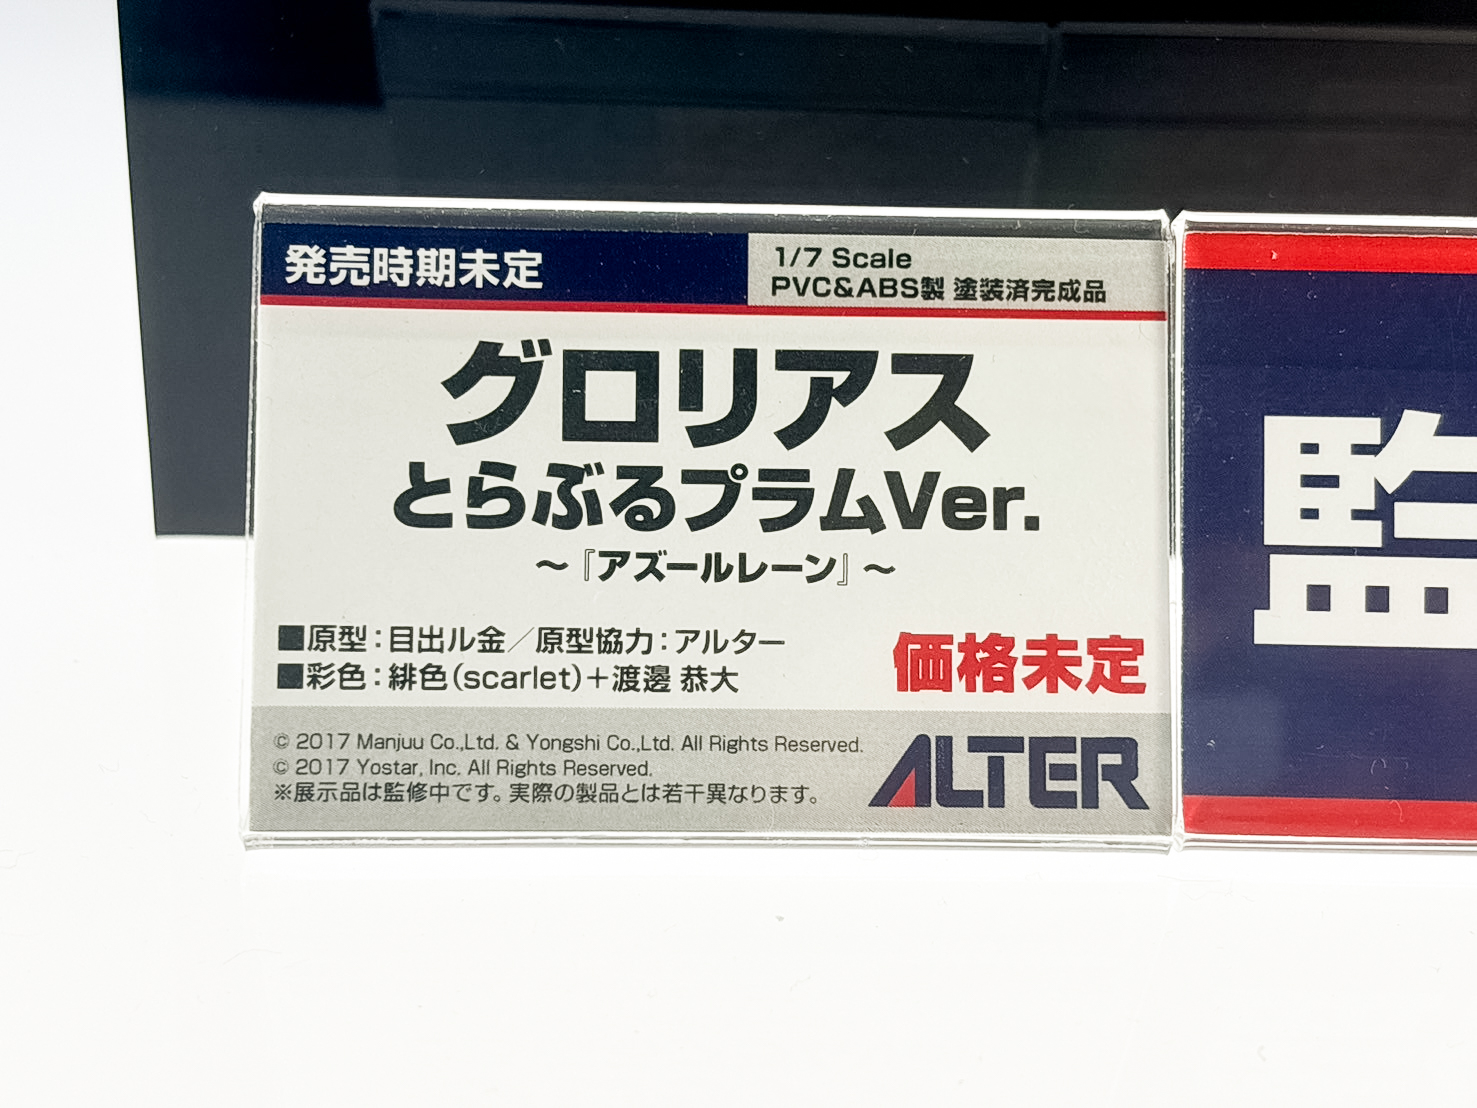 発売時期未定
1/7 Scale
PVC&ABS製 塗装済完成品
グロリアス
とらぶるプラムVer.
～『アズールレーン』～
■原型：目出ル金／原型協力：アルター
■彩色：緋色(scarlet)＋渡邊 恭大
価格未定
© 2017 Manjuu Co.,Ltd. & Yongshi Co.,Ltd. All Rights Reserved.
© 2017 Yostar, Inc. All Rights Reserved.
※展示品は監修中です。実際の製品とは若干異なります。
ALTER
監